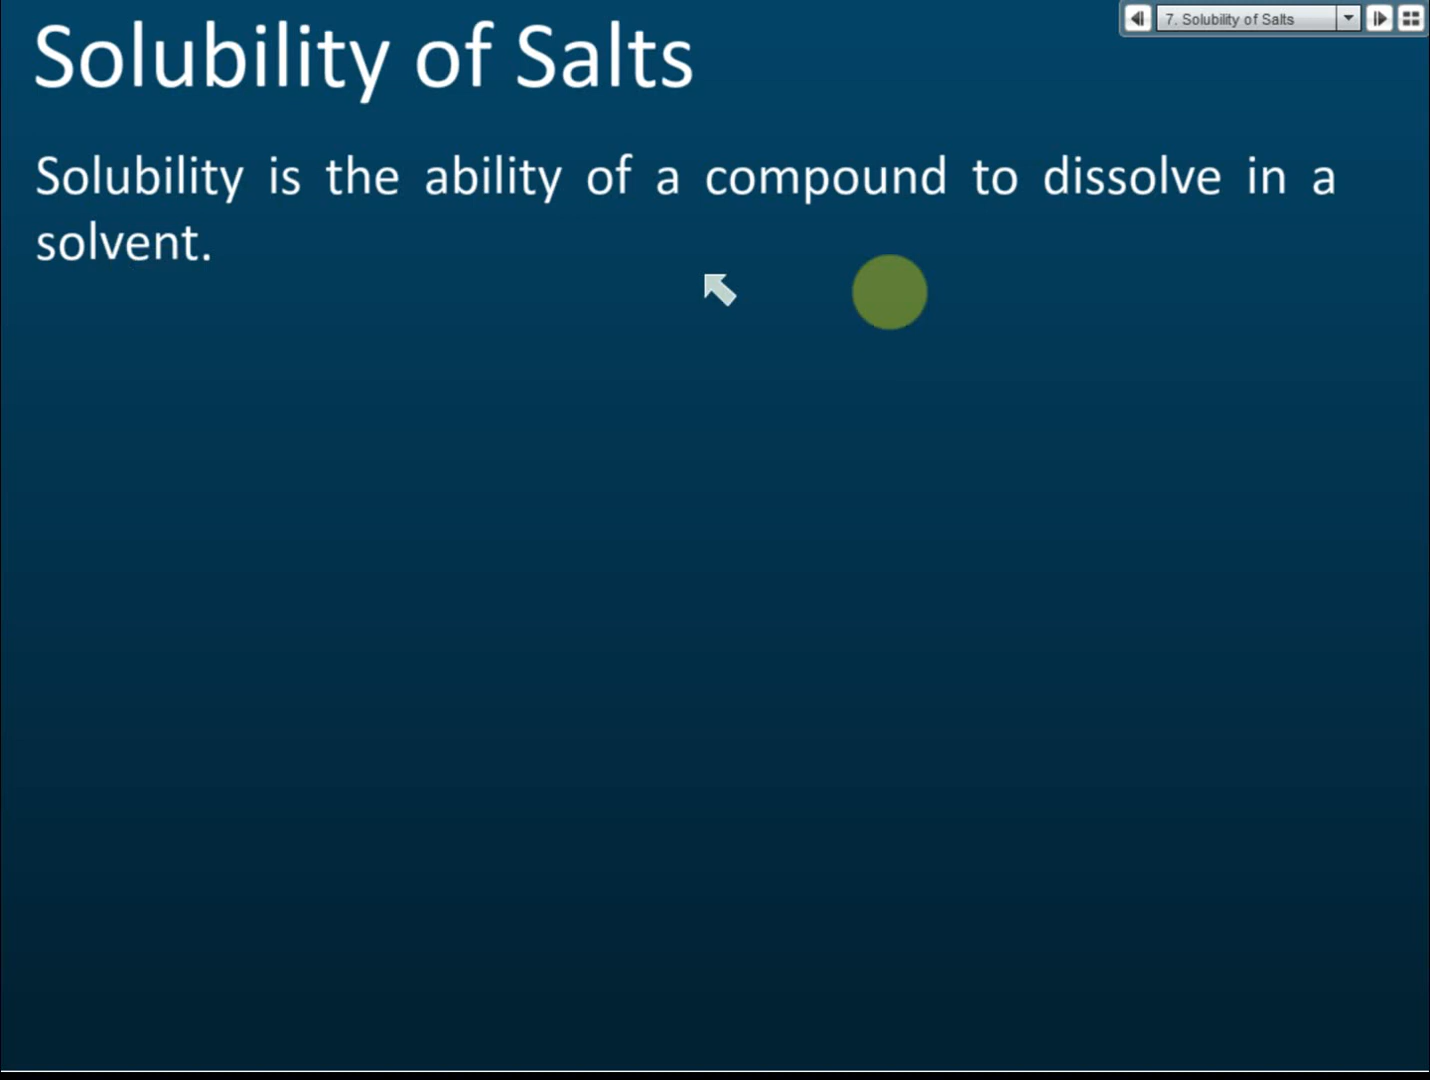 7. Solubility of Salts
Solubility of Salts
Solubility is the ability of a compound to dissolve in a
solvent.